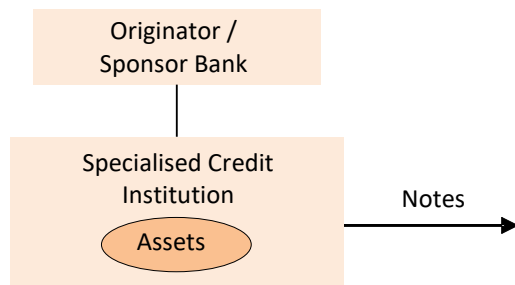 Originator /
Sponsor Bank
Specialised Credit
Institution
Notes
Assets